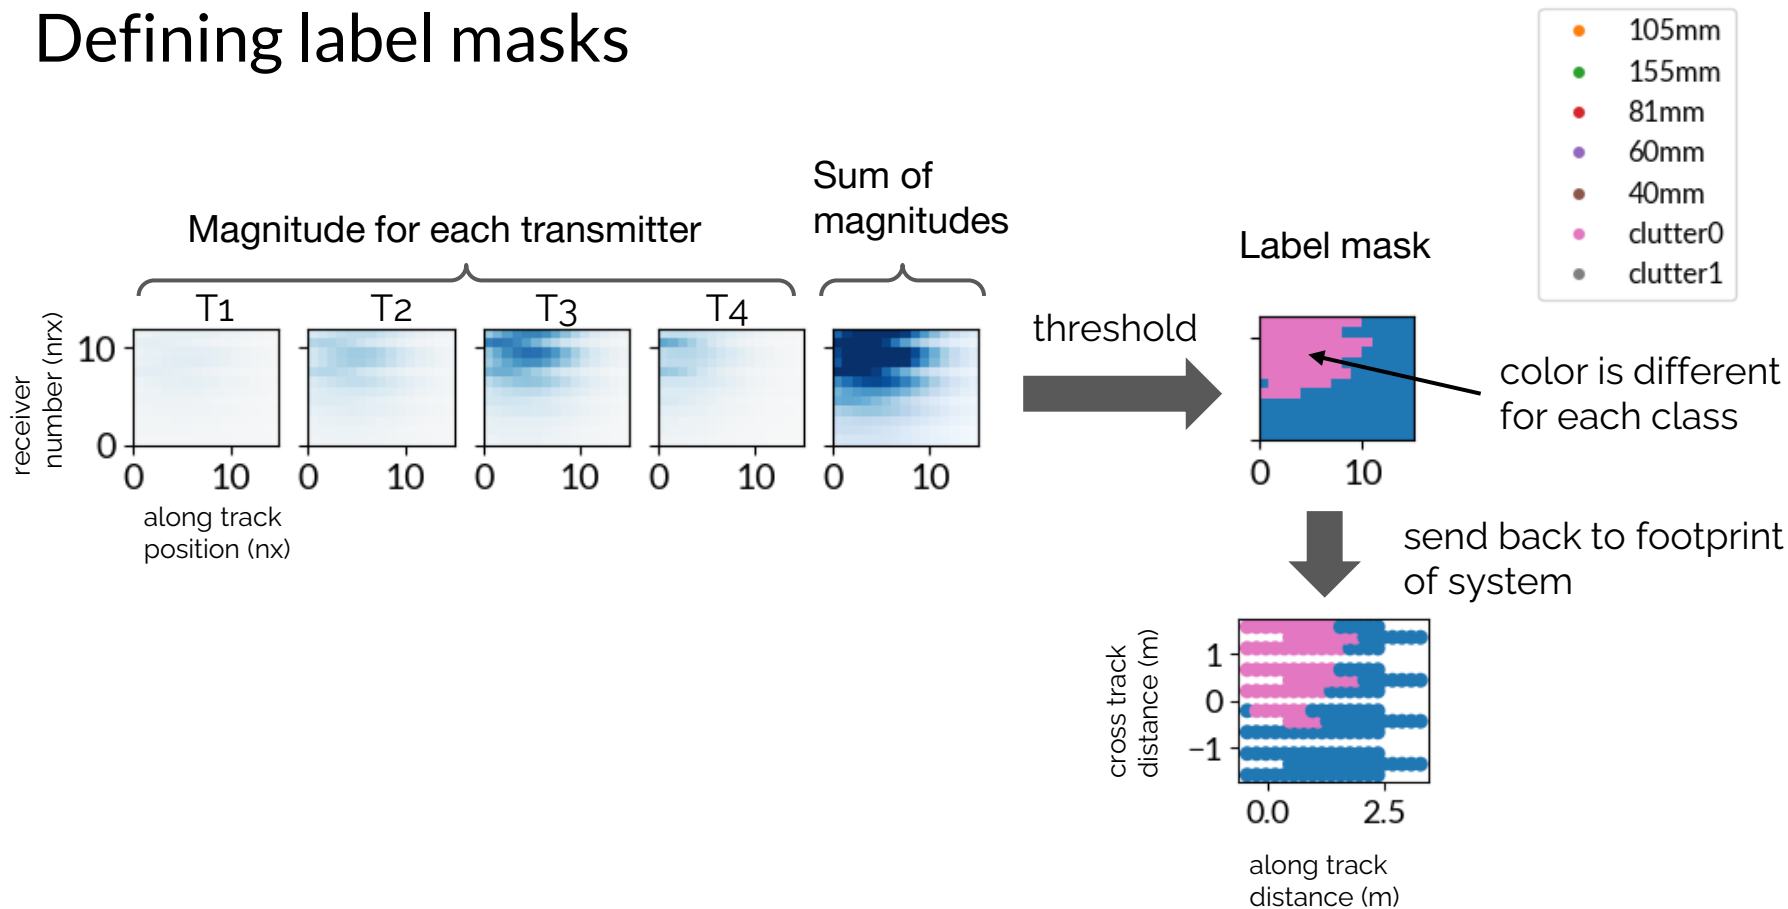 Defining label masks
105mm
155mm
81mm
60mm
40mm
clutter0
clutter1
Magnitude for each transmitter
Sum of
magnitudes
T1
T2
T3
T4
receiver
number (nrx)
10
0
0
10
0
10
0
10
0
10
0
10
along track
position (nx)
threshold
Label mask
0
10
color is different
for each class
send back to footprint
of system
cross track
distance (m)
1
0
−1
0.0
2.5
along track
distance (m)